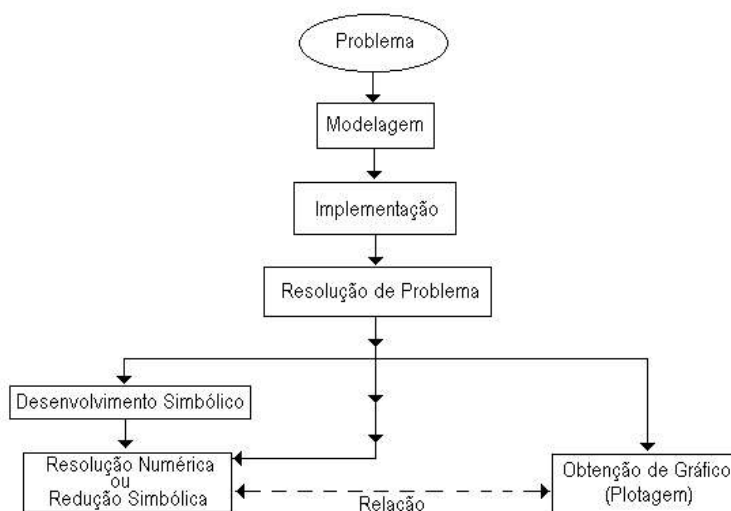 Problema
Modelagem
Implementação
Resolução de Problema
Desenvolvimento Simbólico
Resolução Numérica
ou
Redução Simbólica
Obtenção de Gráfico
(Plotagem)
Relação